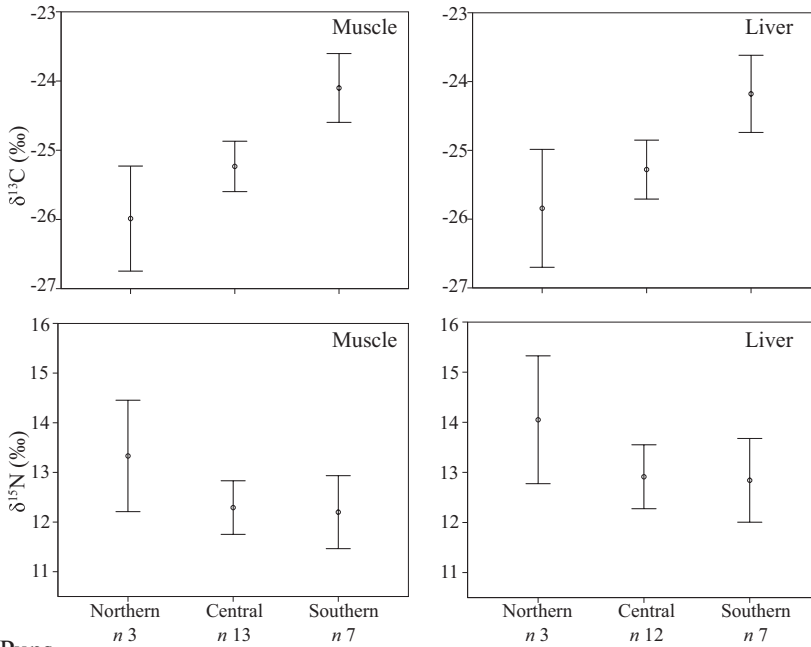 Muscle
Liver
δ¹³C (‰)
-23
-24
-25
-26
-27
-23
-24
-25
-26
-27
Muscle
Liver
δ¹⁵N (‰)
16
15
14
13
12
11
16
15
14
13
12
11
Northern Central Southern Northern Central Southern
n 3 n 13 n 7 n 3 n 12 n 7